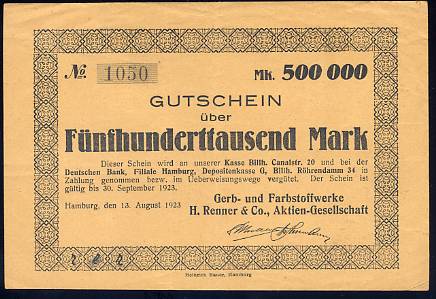 No. 1050 Mk. 500 000
GUTSCHEIN
über
Fünfhunderttausend Mark
Dieser Schein wird an unserer Kasse Billh. Canalstr. 20 und bei der
Deutschen Bank, Filiale Hamburg, Depositenkasse G, Billh. Röhrendamm 34 in
Zahlung genommen bezw. im Ueberweisungswege vergütet. Der Schein ist
gültig bis 30. September 1923.
Gerb- und Farbstoffwerke
Hamburg, den 13. August 1923
H. Renner & Co., Aktien-Gesellschaft
Hamburg